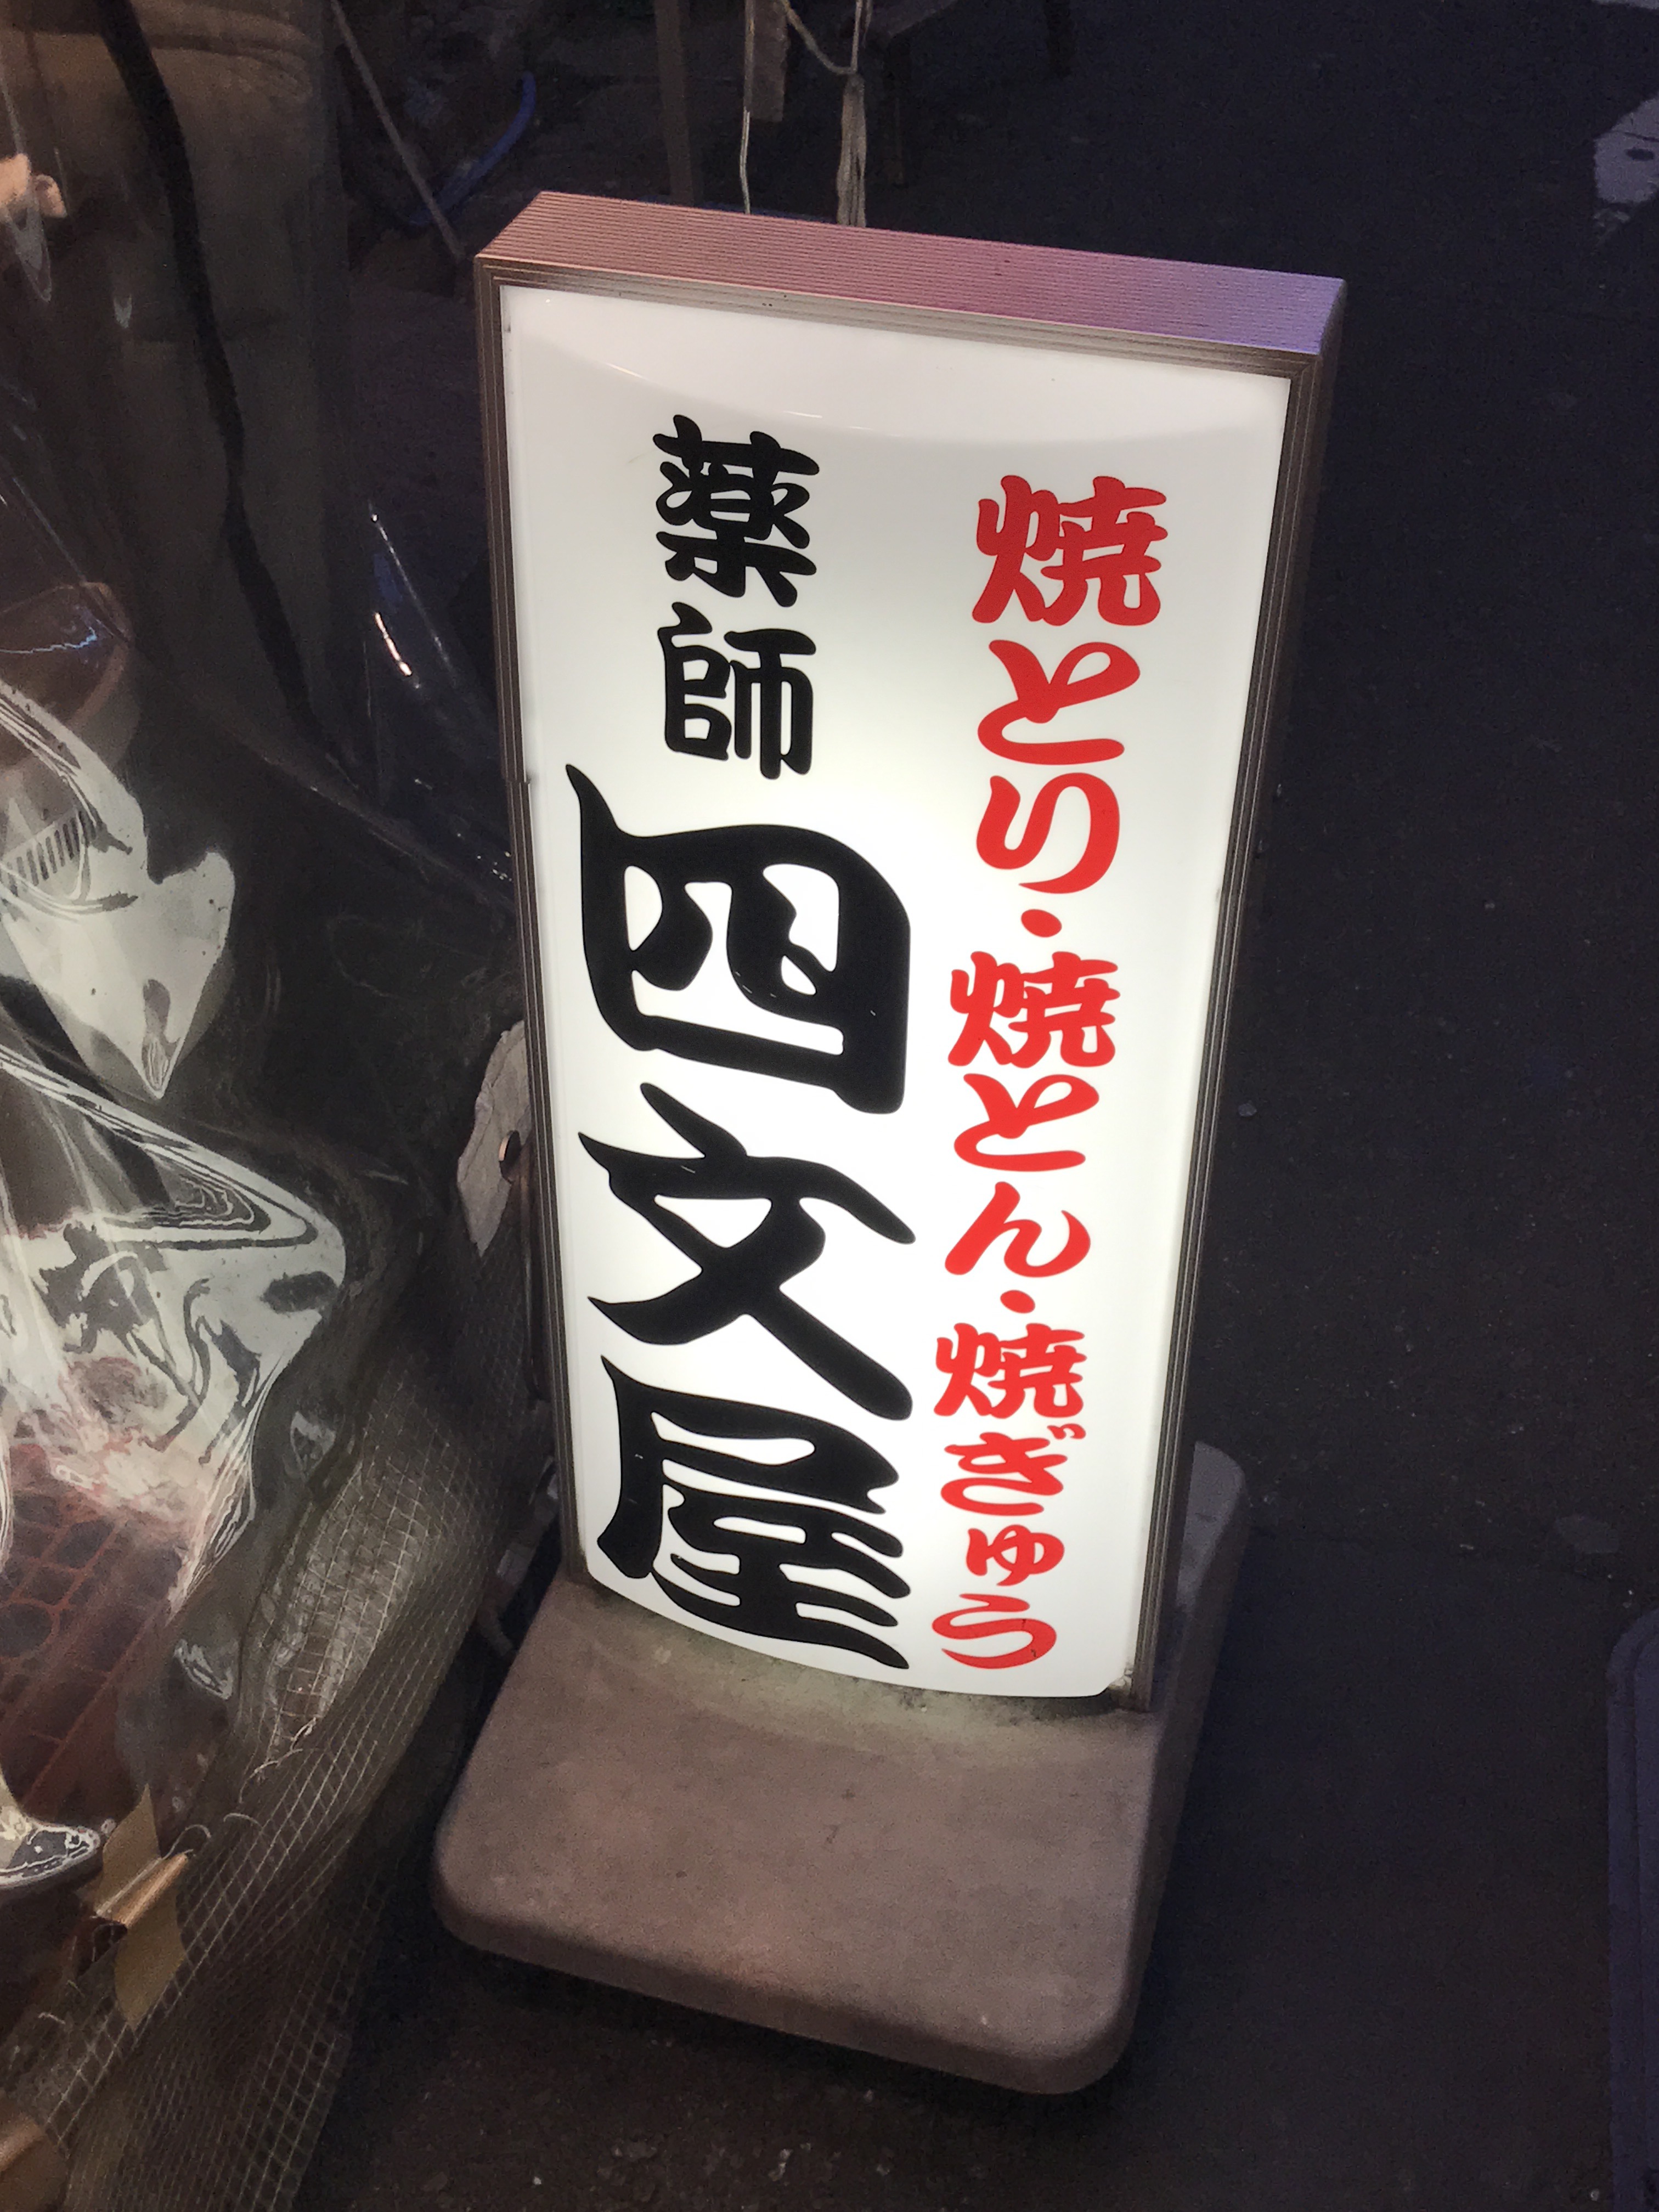 焼とり・焼とん・焼ぎゅう
薬師 四文屋